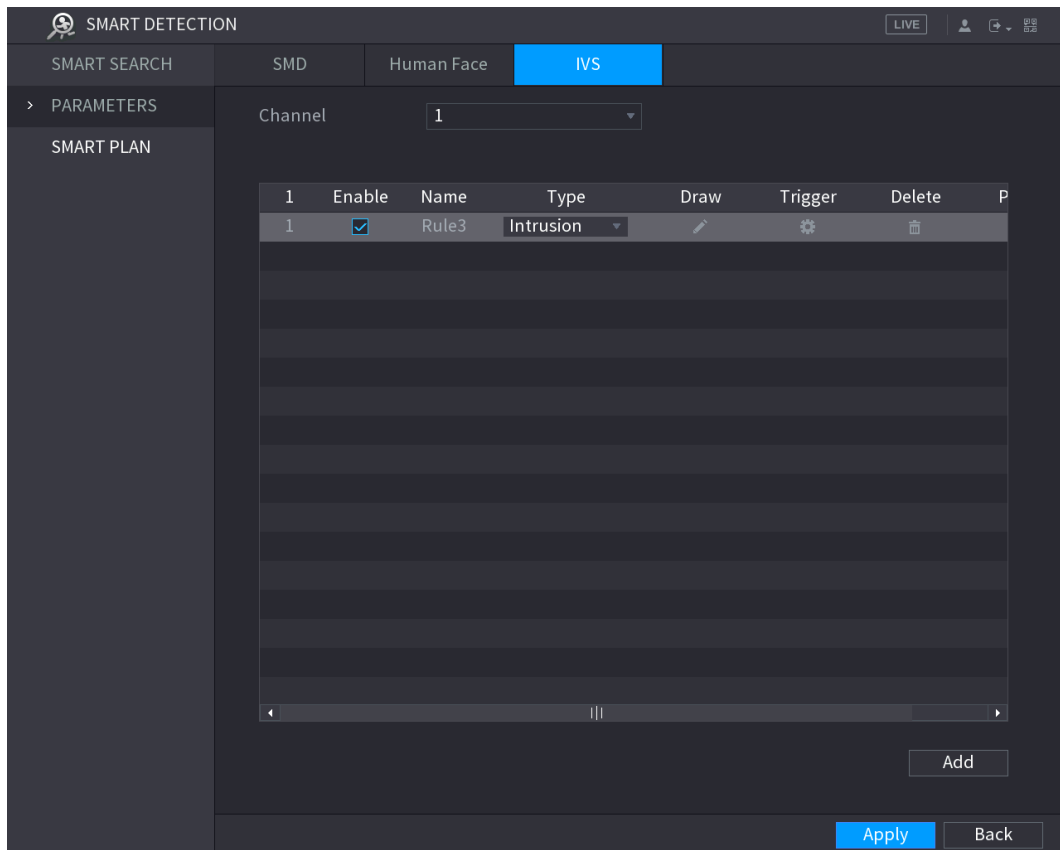 SMART DETECTION
LIVE
SMART SEARCH
PARAMETERS
SMART PLAN
SMD Human Face IVS
Channel 1
1 Enable Name Type Draw Trigger Delete P
1 Rule3 Intrusion
Add
Apply Back